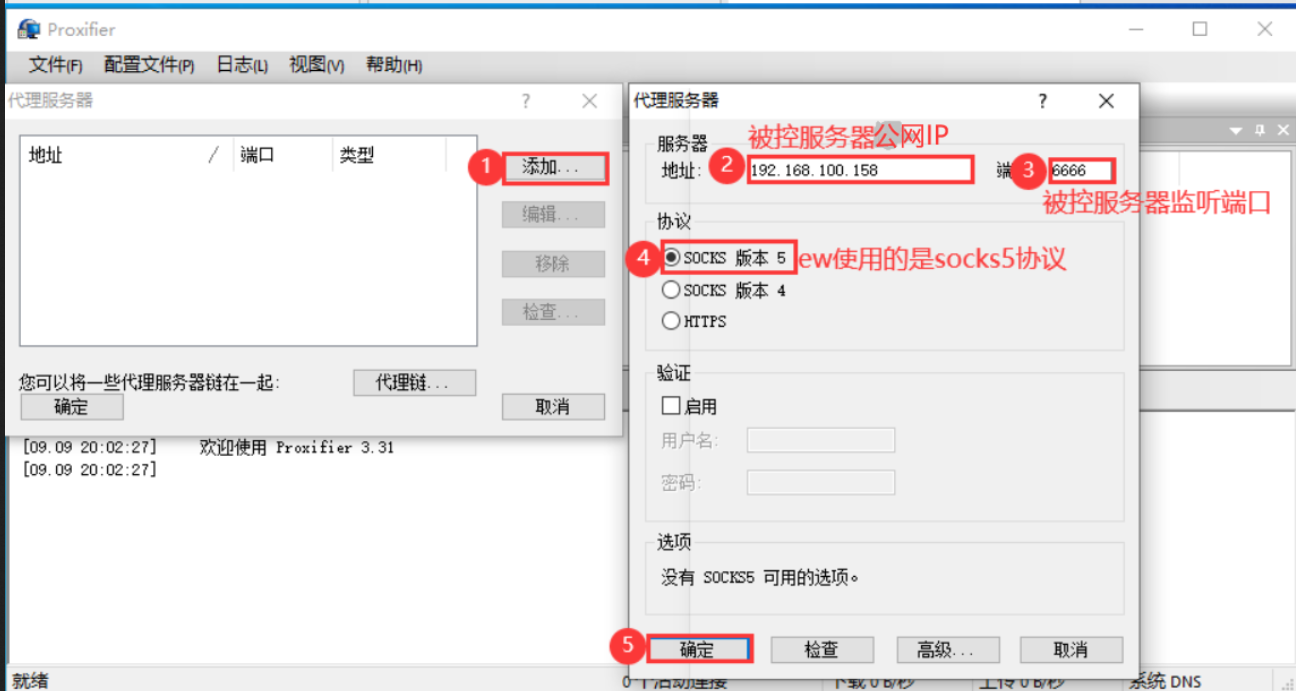 Proxifier
文件(F) 配置文件(P) 日志(L) 视图(V) 帮助(H)
代理服务器 ?
地址 / 端口 类型
1 添加...
编辑...
移除
检查...
您可以将一些代理服务器链在一起:
代理链...
确定 取消
[09.09 20:02:27] 欢迎使用 Proxifier 3.31
[09.09 20:02:27]
代理服务器 ?
服务器 被控服务器公网IP
地址: 2 192.168.100.158 端 3 6666
被控服务器监听端口
协议
4 SOCKS 版本 5 ew使用的是socks5协议
SOCKS 版本 4
HTTPS
验证
启用
用户名:
密码:
选项
没有 SOCKS5 可用的选项。
5 确定 检查 高级... 取消
就绪 0 个活动连接 下载 0 B/秒 上传 0 B/秒 系统 DNS